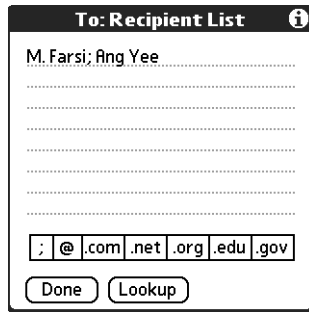 To: Recipient List
M. Farsi; Ang Yee
; @ .com .net .org .edu .gov
Done Lookup